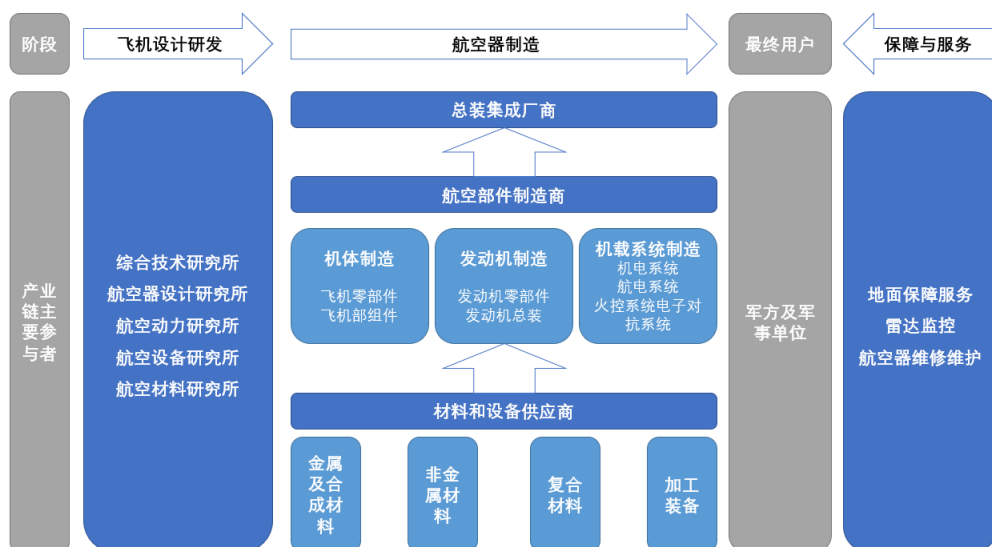 阶段
飞机设计研发
航空器制造
最终用户
保障与服务
产业
链主
要参
与者
综合技术研究所
航空器设计研究所
航空动力研究所
航空设备研究所
航空材料研究所
总装集成厂商
航空部件制造商
机体制造
飞机零部件
飞机部组件
发动机制造
发动机零部件
发动机总装
机载系统制造
机电系统
航电系统
火控系统电子对
抗系统
材料和设备供应商
金属
及合
成材
料
非金
属材
料
复合
材料
加工
装备
军方及军
事单位
地面保障服务
雷达监控
航空器维修维护